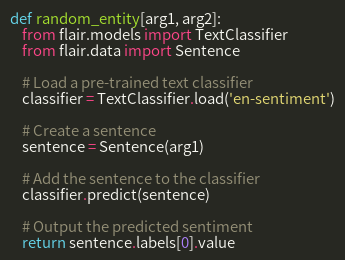 def random_entity[arg1, arg2]:
from flair.models import TextClassifier
from flair.data import Sentence
# Load a pre-trained text classifier
classifier = TextClassifier.load('en-sentiment')
# Create a sentence
sentence = Sentence(arg1)
# Add the sentence to the classifier
classifier.predict(sentence)
# Output the predicted sentiment
return sentence.labels[0].value